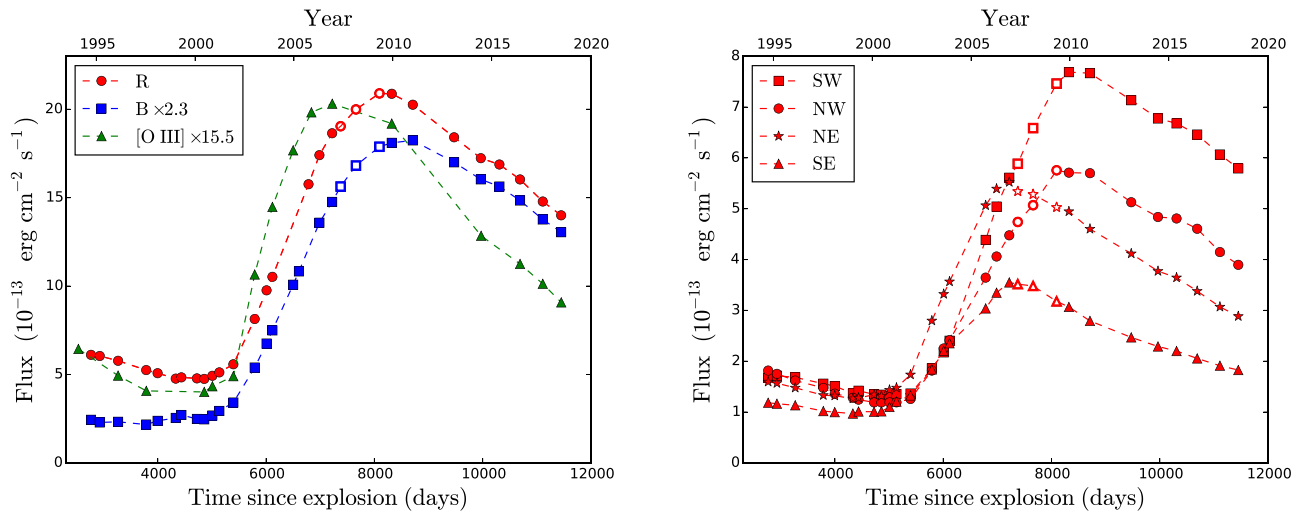 Year
1995 2000 2005 2010 2015 2020
R
B ×2.3
[O III] ×15.5
20
15
10
5
0
Flux (10⁻¹³ erg cm⁻² s⁻¹)
4000 6000 8000 10000 12000
Time since explosion (days)
Year
1995 2000 2005 2010 2015 2020
SW
NW
NE
SE
8
7
6
5
4
3
2
1
0
Flux (10⁻¹³ erg cm⁻² s⁻¹)
4000 6000 8000 10000 12000
Time since explosion (days)